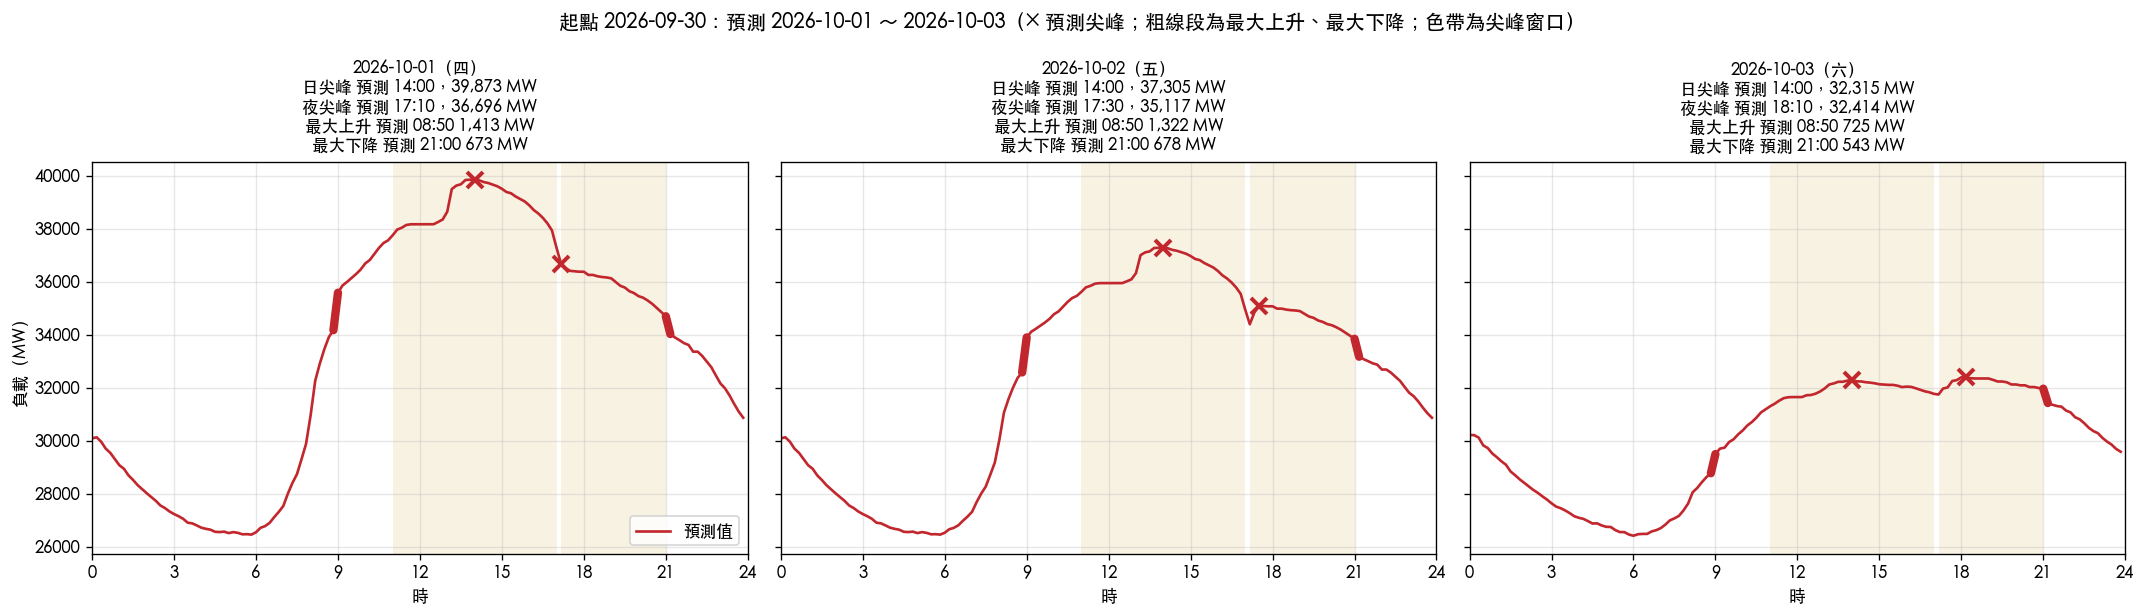 起點 2026-09-30：預測 2026-10-01 ～ 2026-10-03（× 預測尖峰；粗線段為最大上升、最大下降；色帶為尖峰窗口）
2026-10-01（四）
日尖峰 預測 14:00，39,873 MW
夜尖峰 預測 17:10，36,696 MW
最大上升 預測 08:50 1,413 MW
最大下降 預測 21:00 673 MW
2026-10-02（五）
日尖峰 預測 14:00，37,305 MW
夜尖峰 預測 17:30，35,117 MW
最大上升 預測 08:50 1,322 MW
最大下降 預測 21:00 678 MW
2026-10-03（六）
日尖峰 預測 14:00，32,315 MW
夜尖峰 預測 18:10，32,414 MW
最大上升 預測 08:50 725 MW
最大下降 預測 21:00 543 MW
負載（MW）
40000
38000
36000
34000
32000
30000
28000
26000
預測值
0 3 6 9 12 15 18 21 24
時
0 3 6 9 12 15 18 21 24
時
0 3 6 9 12 15 18 21 24
時